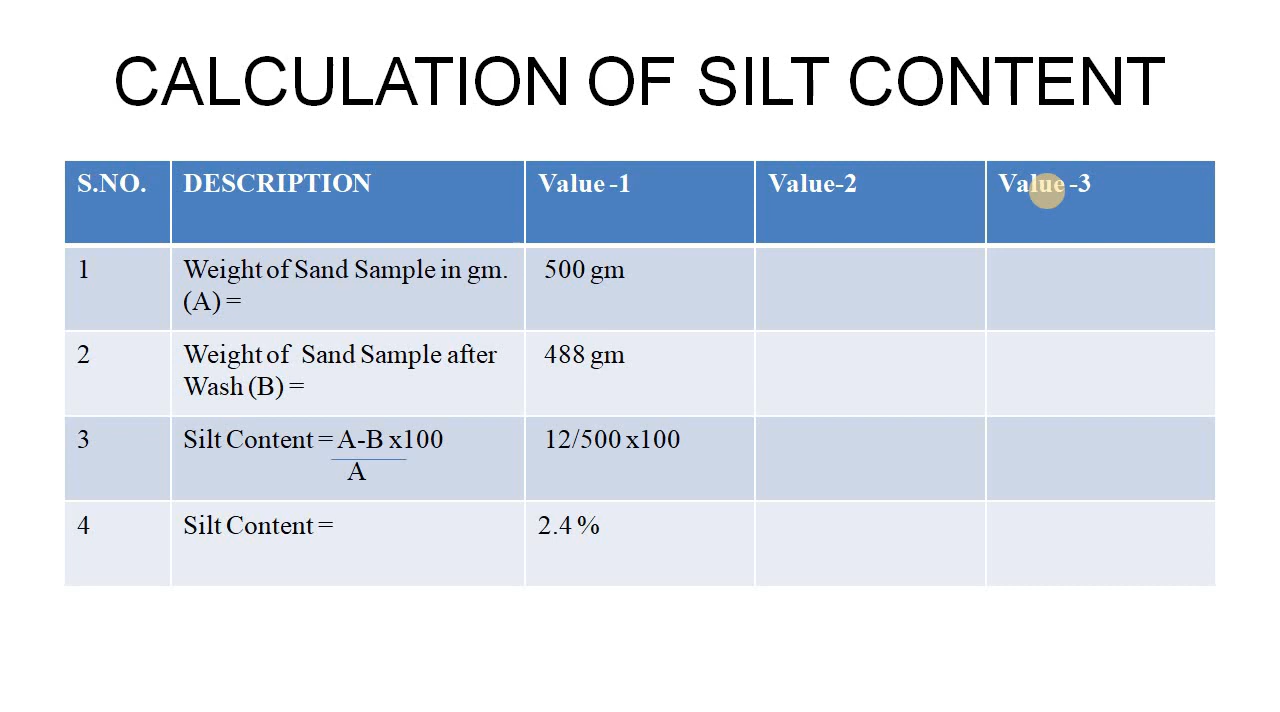 CALCULATION OF SILT CONTENT
S.NO. DESCRIPTION Value -1 Value-2 Value -3
1 Weight of Sand Sample in gm. 500 gm
(A) =
2 Weight of Sand Sample after 488 gm
Wash (B) =
3 Silt Content = A-B x100 12/500 x100
A
4 Silt Content = 2.4 %